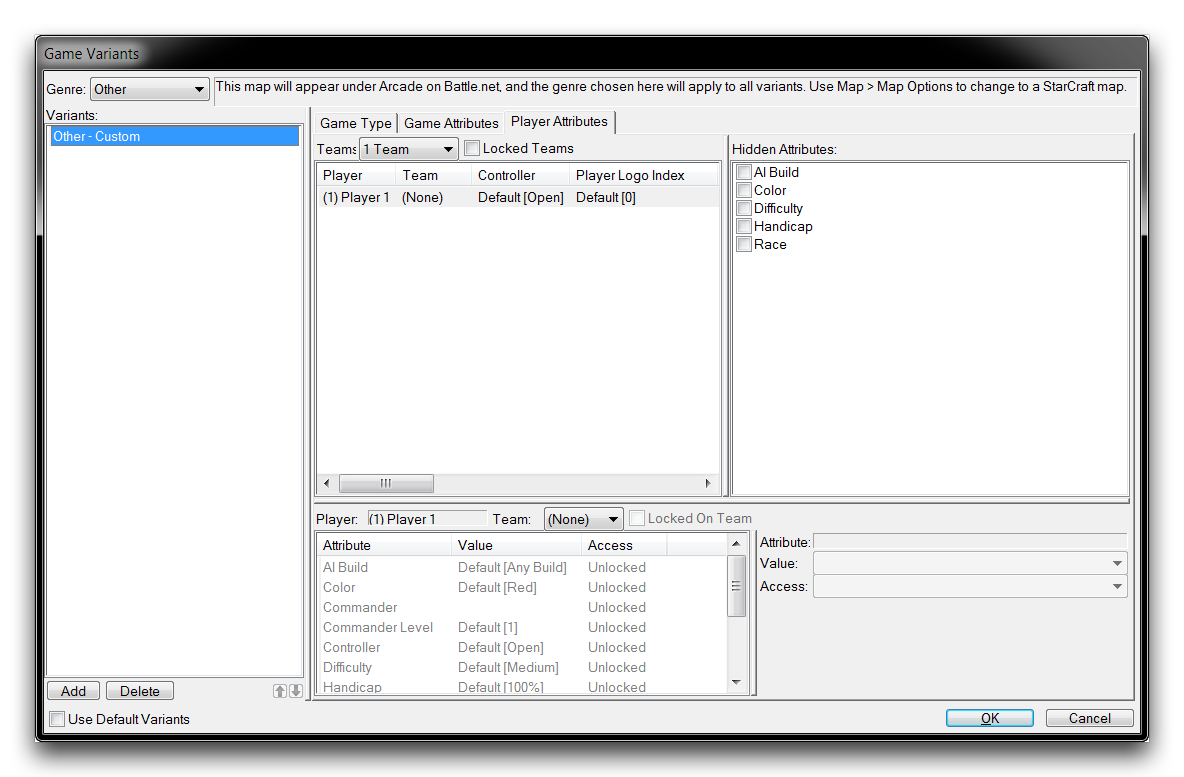 Game Variants
Genre: Other This map will appear under Arcade on Battle.net, and the genre chosen here will apply to all variants. Use Map > Map Options to change to a StarCraft map.
Variants:
Other - Custom
Game Type Game Attributes Player Attributes
Teams 1 Team Locked Teams
Player Team Controller Player Logo Index
(1) Player 1 (None) Default [Open] Default [0]
Hidden Attributes:
AI Build
Color
Difficulty
Handicap
Race
Player: (1) Player 1 Team: (None) Locked On Team
Attribute Value Access
AI Build Default [Any Build] Unlocked
Color Default [Red] Unlocked
Commander Unlocked
Commander Level Default [1] Unlocked
Controller Default [Open] Unlocked
Difficulty Default [Medium] Unlocked
Handicap Default [100%] Unlocked
Attribute:
Value:
Access:
Add Delete
Use Default Variants
OK Cancel